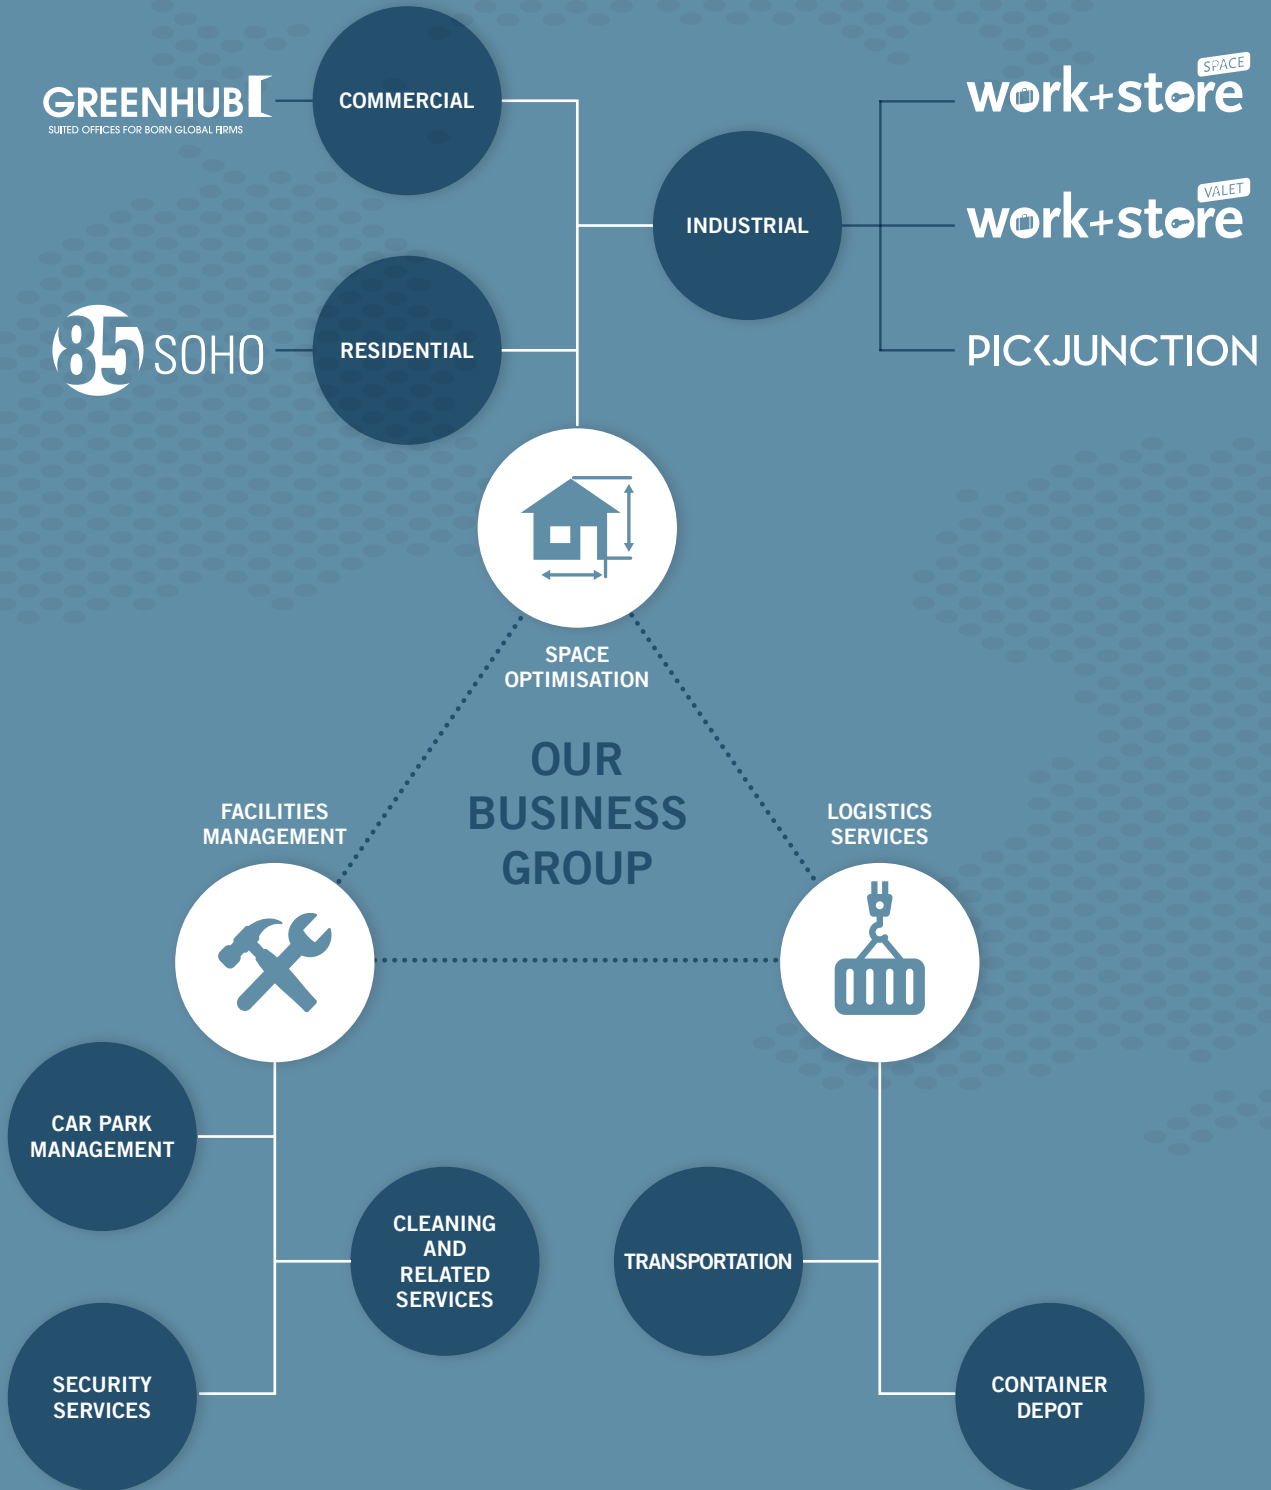 GREENHUB
SUITED OFFICES FOR BORN GLOBAL FIRMS
COMMERCIAL
SPACE
work+store
INDUSTRIAL
VALET
work+store
85 SOHO
RESIDENTIAL
PICKJUNCTION
SPACE
OPTIMISATION
OUR
BUSINESS
GROUP
FACILITIES
MANAGEMENT
LOGISTICS
SERVICES
CAR PARK
MANAGEMENT
CLEANING
AND
RELATED
SERVICES
TRANSPORTATION
SECURITY
SERVICES
CONTAINER
DEPOT